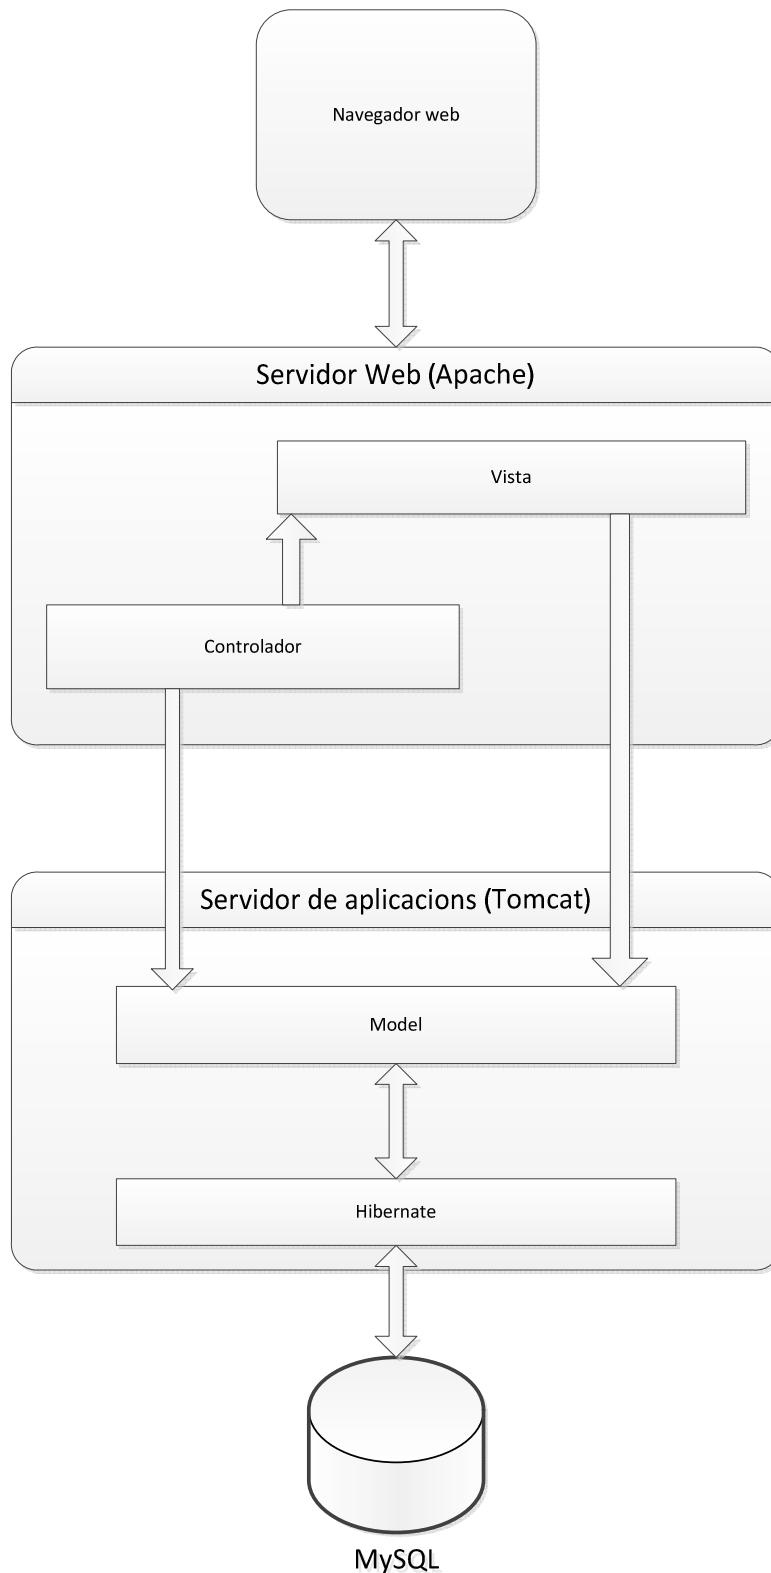 Navegador web
Servidor Web (Apache)
Vista
Controlador
Servidor de aplicacions (Tomcat)
Model
Hibernate
MySQL